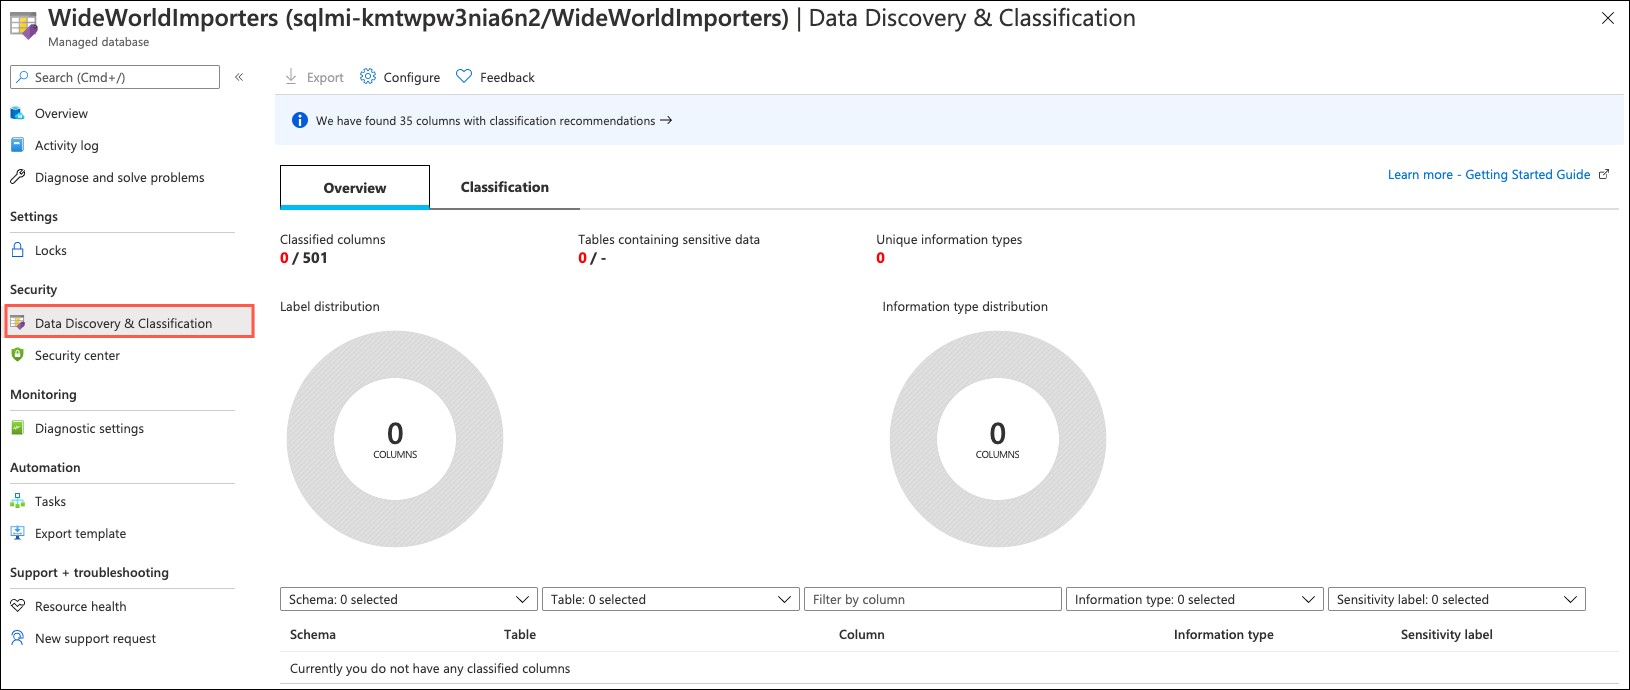 WideWorldImporters (sqlmi-kmtwpw3nia6n2/WideWorldImporters) | Data Discovery & Classification
Managed database
Search (Cmd+/)
«
Overview
Activity log
Diagnose and solve problems
Settings
Locks
Security
Data Discovery & Classification
Security center
Monitoring
Diagnostic settings
Automation
Tasks
Export template
Support + troubleshooting
Resource health
New support request
Export Configure Feedback
We have found 35 columns with classification recommendations →
Overview Classification
Learn more - Getting Started Guide
Classified columns Tables containing sensitive data Unique information types
0 / 501 0 / - 0
Label distribution Information type distribution
0 0
COLUMNS COLUMNS
Schema: 0 selected Table: 0 selected Filter by column Information type: 0 selected Sensitivity label: 0 selected
Schema Table Column Information type Sensitivity label
Currently you do not have any classified columns